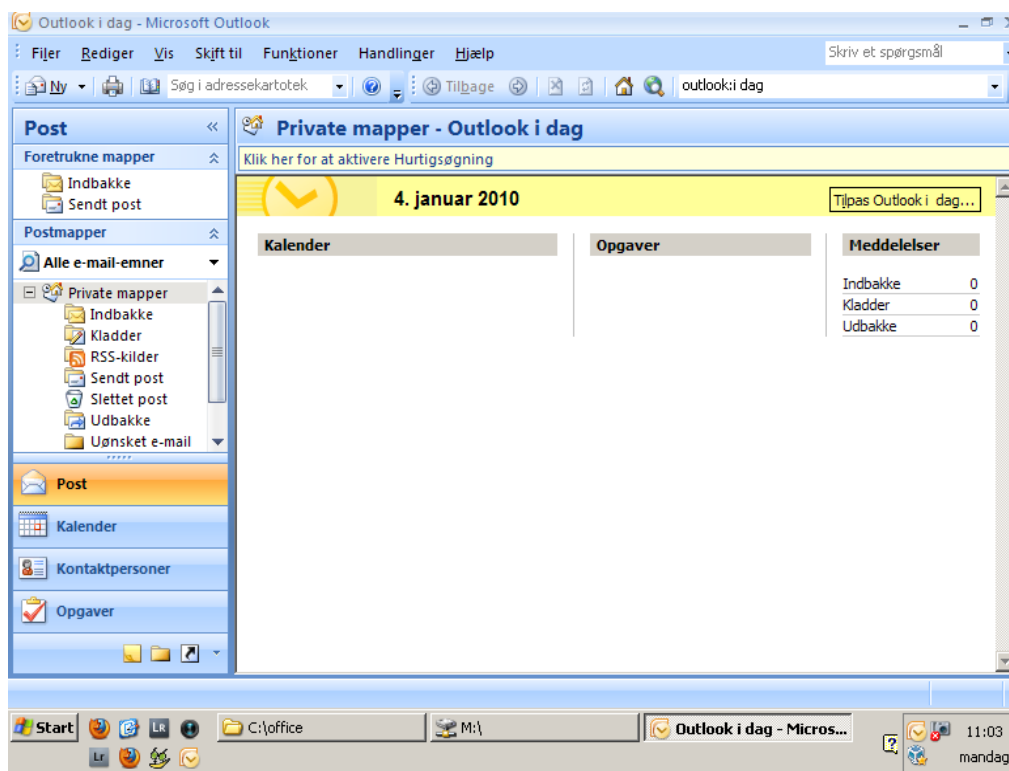 Outlook i dag - Microsoft Outlook
Filer Rediger Vis Skift til Funktioner Handlinger Hjælp Skriv et spørgsmål
Ny Søg i adressekartotek Tilbage outlook:i dag
Post «
Private mapper - Outlook i dag
Foretrukne mapper
Klik her for at aktivere Hurtigsøgning
Indbakke
Sendt post
4. januar 2010
Tilpas Outlook i dag...
Postmapper
Alle e-mail-emner
Kalender Opgaver Meddelelser
Indbakke 0
Kladder 0
Udbakke 0
Private mapper
Indbakke
Kladder
RSS-kilder
Sendt post
Slettet post
Udbakke
Uønsket e-mail
Post
Kalender
Kontaktpersoner
Opgaver
Start LR C:\office M:\ Outlook i dag - Micros... 11:03
Lr mandag